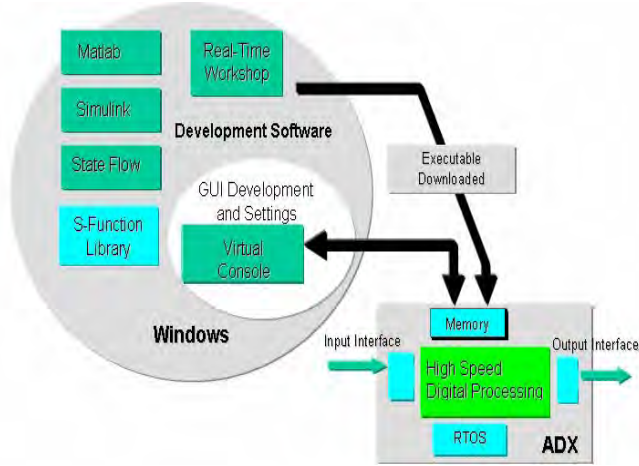 Matlab
Real-Time
Workshop
Simulink
Development Software
State Flow
Executable
Downloaded
GUI Development
and Settings
S-Function
Library
Virtual
Console
Windows
Memory
Input Interface
Output Interface
High Speed
Digital Processing
RTOS
ADX